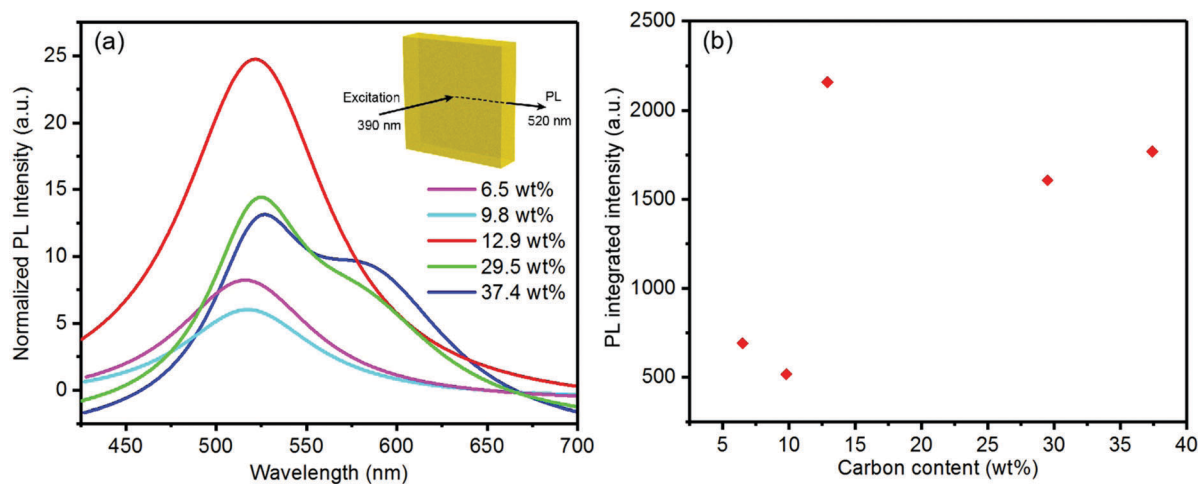 (a)
25
20
15
10
5
0
Normalized PL Intensity (a.u.)
Excitation
390 nm
PL
520 nm
6.5 wt%
9.8 wt%
12.9 wt%
29.5 wt%
37.4 wt%
450 500 550 600 650 700
Wavelength (nm)
(b)
2500
2000
1500
1000
500
PL integrated intensity (a.u.)
5 10 15 20 25 30 35 40
Carbon content (wt%)